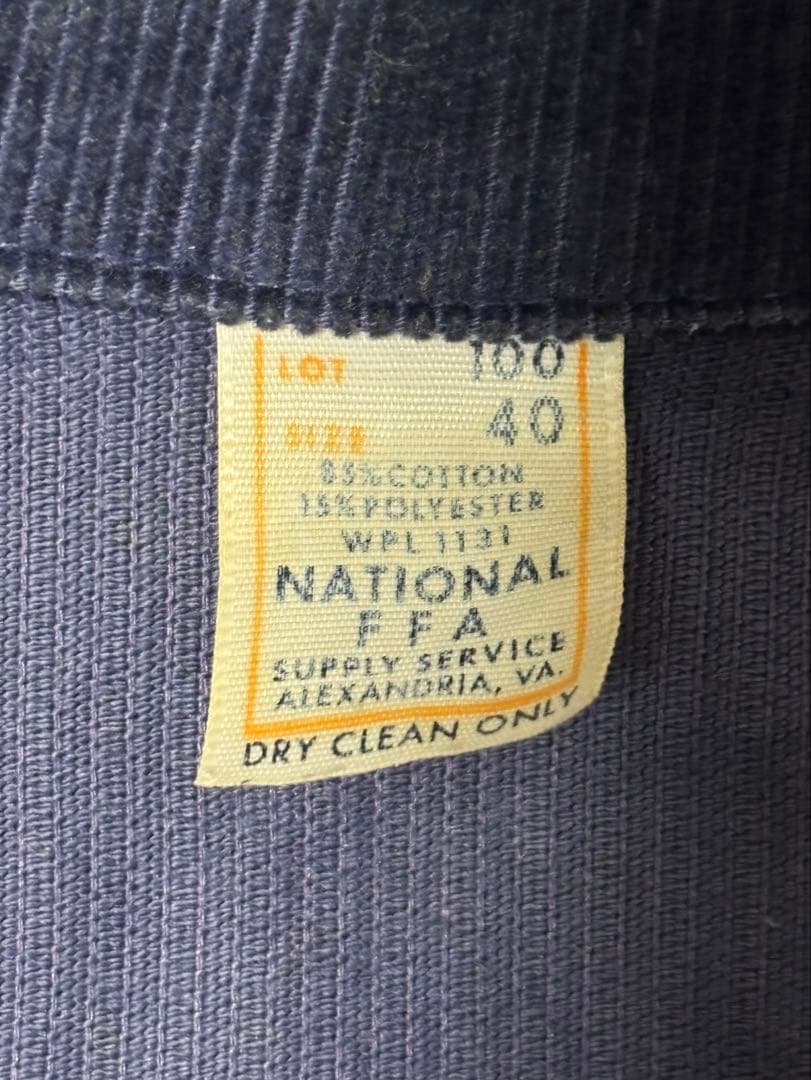 LOT 100
SIZE 40
85% COTTON
15% POLYESTER
WPL 1131
NATIONAL
FFA
SUPPLY SERVICE
ALEXANDRIA, VA.
DRY CLEAN ONLY